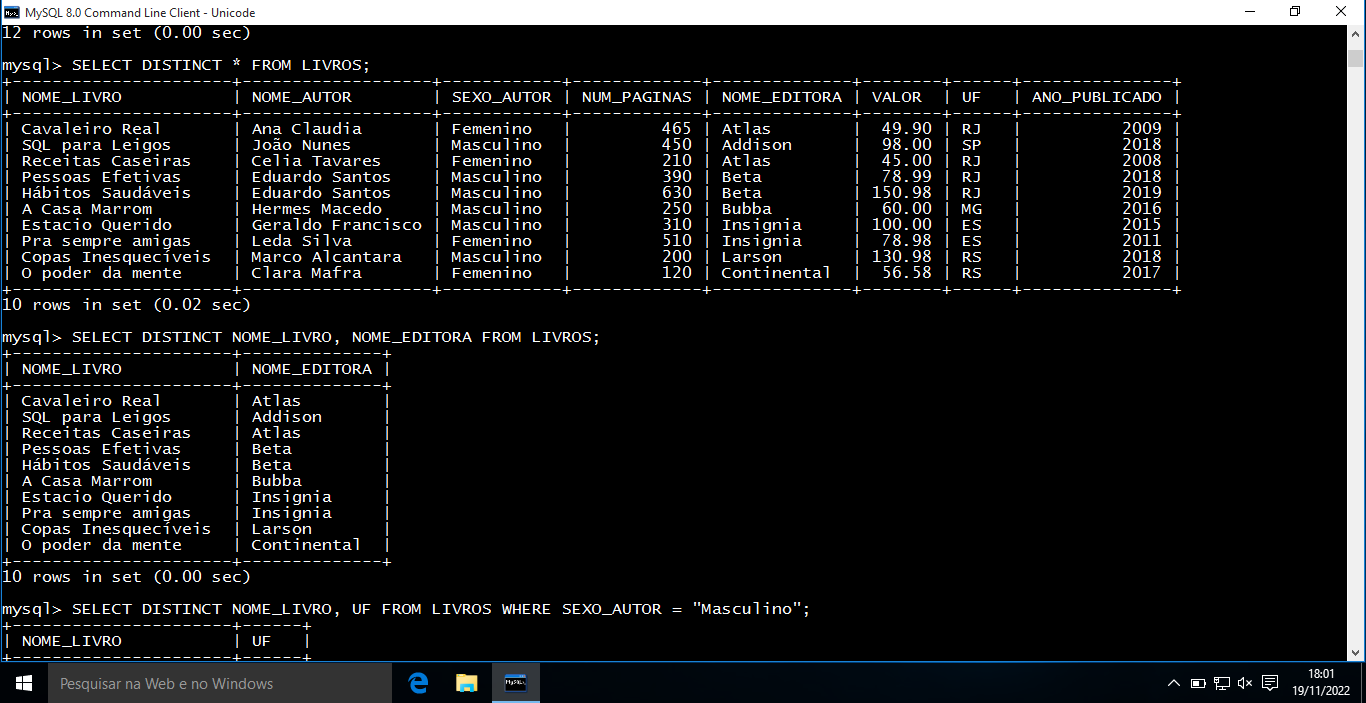 MySQL 8.0 Command Line Client - Unicode
12 rows in set (0.00 sec)
mysql> SELECT DISTINCT * FROM LIVROS;
+----------------------+-------------------+------------+-------------+--------------+--------+------+---------------+
| NOME_LIVRO | NOME_AUTOR | SEXO_AUTOR | NUM_PAGINAS | NOME_EDITORA | VALOR | UF | ANO_PUBLICADO |
+----------------------+-------------------+------------+-------------+--------------+--------+------+---------------+
| Cavaleiro Real | Ana Claudia | Femenino | 465 | Atlas | 49.90 | RJ | 2009 |
| SQL para Leigos | João Nunes | Masculino | 450 | Addison | 98.00 | SP | 2018 |
| Receitas Caseiras | Celia Tavares | Femenino | 210 | Atlas | 45.00 | RJ | 2008 |
| Pessoas Efetivas | Eduardo Santos | Masculino | 390 | Beta | 78.99 | RJ | 2018 |
| Hábitos Saudáveis | Eduardo Santos | Masculino | 630 | Beta | 150.98 | RJ | 2019 |
| A Casa Marrom | Hermes Macedo | Masculino | 250 | Bubba | 60.00 | MG | 2016 |
| Estacio Querido | Geraldo Francisco | Masculino | 310 | Insignia | 100.00 | ES | 2015 |
| Pra sempre amigas | Leda Silva | Femenino | 510 | Insignia | 78.98 | ES | 2011 |
| Copas Inesquecíveis | Marco Alcantara | Masculino | 200 | Larson | 130.98 | RS | 2018 |
| O poder da mente | Clara Mafra | Femenino | 120 | Continental | 56.58 | RS | 2017 |
+----------------------+-------------------+------------+-------------+--------------+--------+------+---------------+
10 rows in set (0.02 sec)
mysql> SELECT DISTINCT NOME_LIVRO, NOME_EDITORA FROM LIVROS;
+----------------------+--------------+
| NOME_LIVRO | NOME_EDITORA |
+----------------------+--------------+
| Cavaleiro Real | Atlas |
| SQL para Leigos | Addison |
| Receitas Caseiras | Atlas |
| Pessoas Efetivas | Beta |
| Hábitos Saudáveis | Beta |
| A Casa Marrom | Bubba |
| Estacio Querido | Insignia |
| Pra sempre amigas | Insignia |
| Copas Inesquecíveis | Larson |
| O poder da mente | Continental |
+----------------------+--------------+
10 rows in set (0.00 sec)
mysql> SELECT DISTINCT NOME_LIVRO, UF FROM LIVROS WHERE SEXO_AUTOR = "Masculino";
+----------------------+------+
| NOME_LIVRO | UF |
+----------------------+------+
Pesquisar na Web e no Windows
18:01
19/11/2022